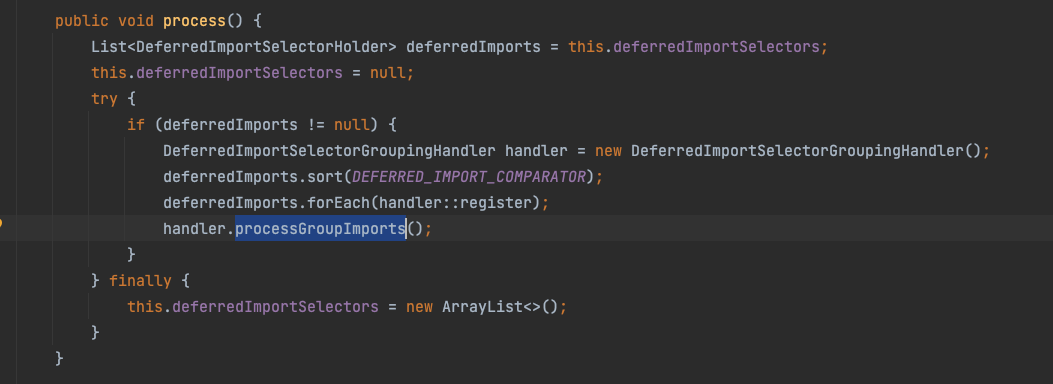 public void process() {
List<DeferredImportSelectorHolder> deferredImports = this.deferredImportSelectors;
this.deferredImportSelectors = null;
try {
if (deferredImports != null) {
DeferredImportSelectorGroupingHandler handler = new DeferredImportSelectorGroupingHandler();
deferredImports.sort(DEFERRED_IMPORT_COMPARATOR);
deferredImports.forEach(handler::register);
handler.processGroupImports();
}
} finally {
this.deferredImportSelectors = new ArrayList<>();
}
}